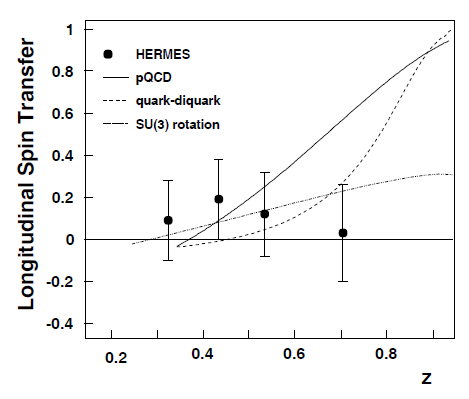 Longitudinal Spin Transfer
1
0.8
0.6
0.4
0.2
0
-0.2
-0.4
HERMES
pQCD
quark-diquark
SU(3) rotation
0.2 0.4 0.6 0.8
z